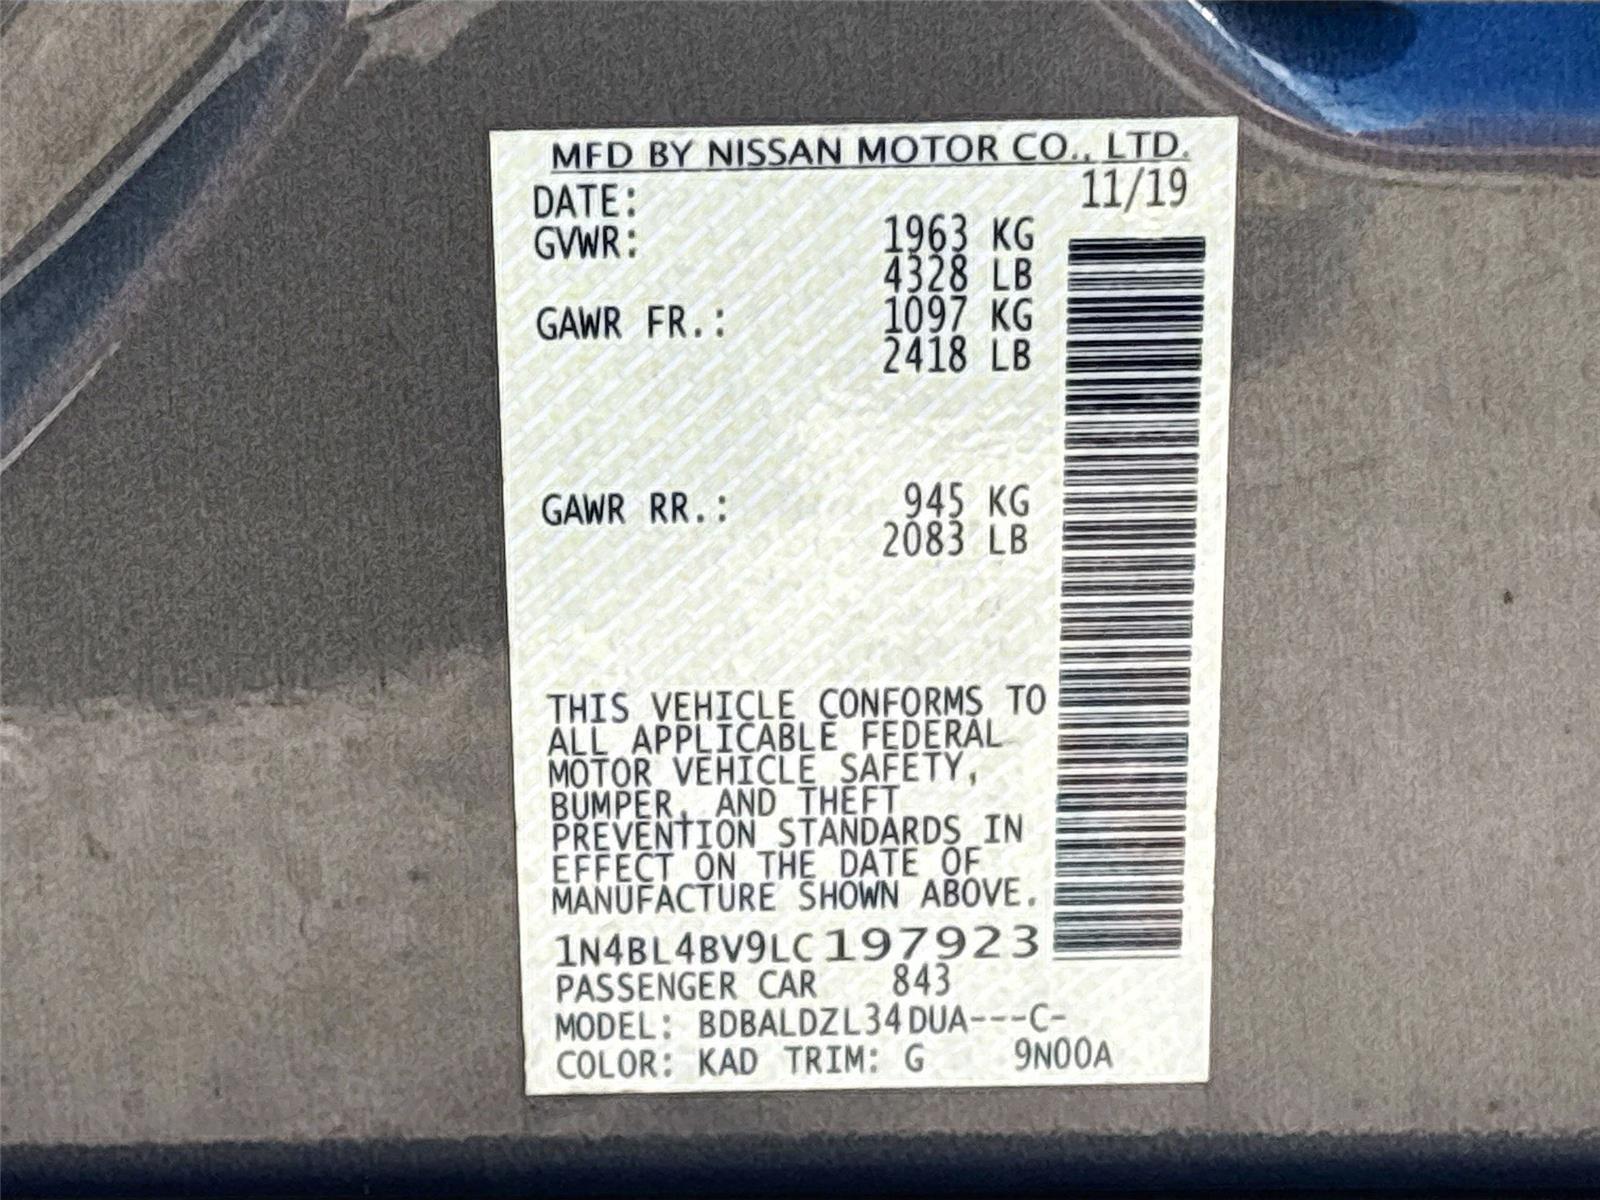 MFD BY NISSAN MOTOR CO., LTD.
DATE: 11/19
GVWR: 1963 KG
4328 LB
GAWR FR.: 1097 KG
2418 LB
GAWR RR.: 945 KG
2083 LB
THIS VEHICLE CONFORMS TO
ALL APPLICABLE FEDERAL
MOTOR VEHICLE SAFETY,
BUMPER, AND THEFT
PREVENTION STANDARDS IN
EFFECT ON THE DATE OF
MANUFACTURE SHOWN ABOVE.
1N4BL4BV9LC197923
PASSENGER CAR 843
MODEL: BDBALDZL34DUA---C-
COLOR: KAD TRIM: G 9N00A